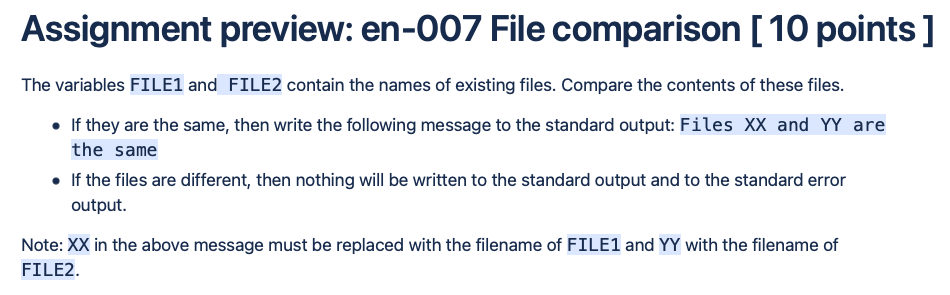 Assignment preview: en-007 File comparison [ 10 points ]
The variables FILE1 and FILE2 contain the names of existing files. Compare the contents of these files.
• If they are the same, then write the following message to the standard output: Files XX and YY are
the same
• If the files are different, then nothing will be written to the standard output and to the standard error
output.
Note: XX in the above message must be replaced with the filename of FILE1 and YY with the filename of
FILE2.